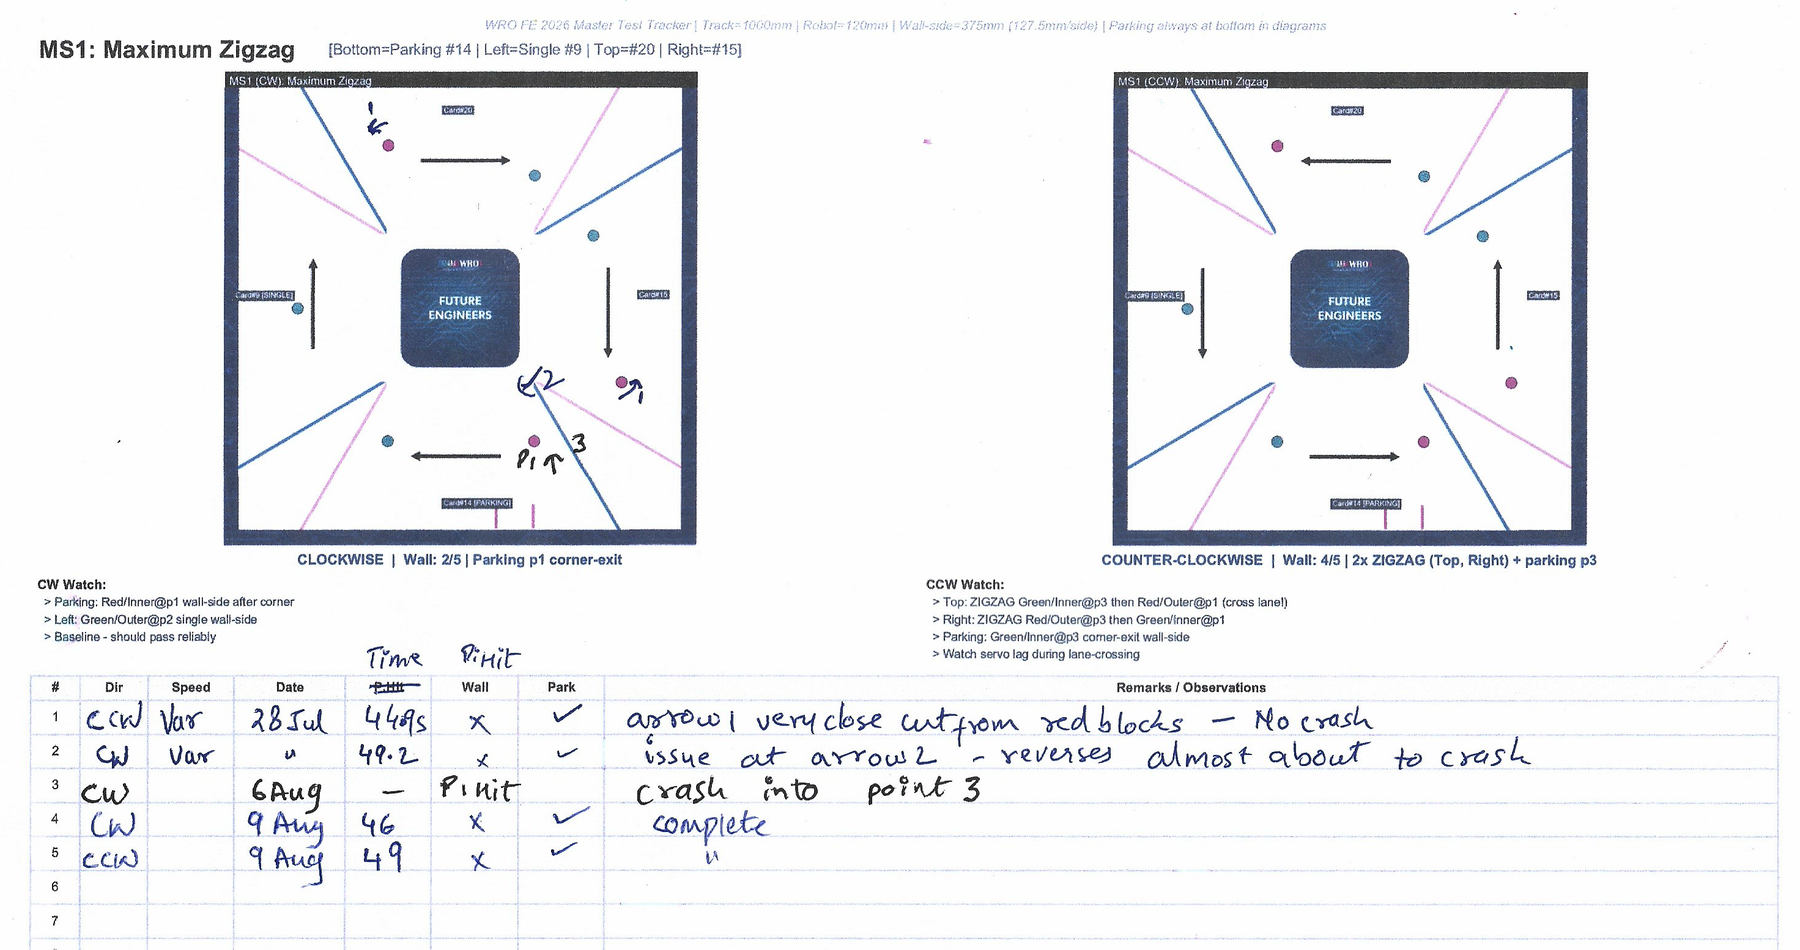 WRO FE 2026 Master Test Tracker | Track=1000mm | Robot=120mm | Wall-side=375mm (127.5mm/side) | Parking always at bottom in diagrams
MS1: Maximum Zigzag [Bottom=Parking #14 | Left=Single #9 | Top=#20 | Right=#15]
MS1 (CW): Maximum Zigzag
1
Card#20
Card#9 [SINGLE]
WRO
FUTURE
ENGINEERS
Card#15
2
1
3
P1
Card#14 [PARKING]
CLOCKWISE | Wall: 2/5 | Parking p1 corner-exit
MS1 (CCW): Maximum Zigzag
Card#20
Card#9 [SINGLE]
WRO
FUTURE
ENGINEERS
Card#15
Card#14 [PARKING]
COUNTER-CLOCKWISE | Wall: 4/5 | 2x ZIGZAG (Top, Right) + parking p3
CW Watch:
> Parking: Red/Inner@p1 wall-side after corner
> Left: Green/Outer@p2 single wall-side
> Baseline - should pass reliably
CCW Watch:
> Top: ZIGZAG Green/Inner@p3 then Red/Outer@p1 (cross lane!)
> Right: ZIGZAG Red/Outer@p3 then Green/Inner@p1
> Parking: Green/Inner@p3 corner-exit wall-side
> Watch servo lag during lane-crossing
Time Pi Hit
# Dir Speed Date P.Hit Wall Park Remarks / Observations
1 CCW Var 28 Jul x ✓ arrow 1 very close cut from red blocks - No crash
2 CW Var " 49.2 x ✓ issue at arrow 2 - reverses almost about to crash
3 CW 6 Aug - Pi Hit crash into point 3
4 CW 9 Aug 46 x ✓ complete
5 CCW 9 Aug 49 x ✓ "
6
7